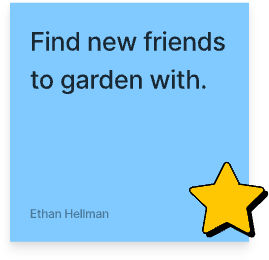 Find new friends
to garden with.
Ethan Hellman